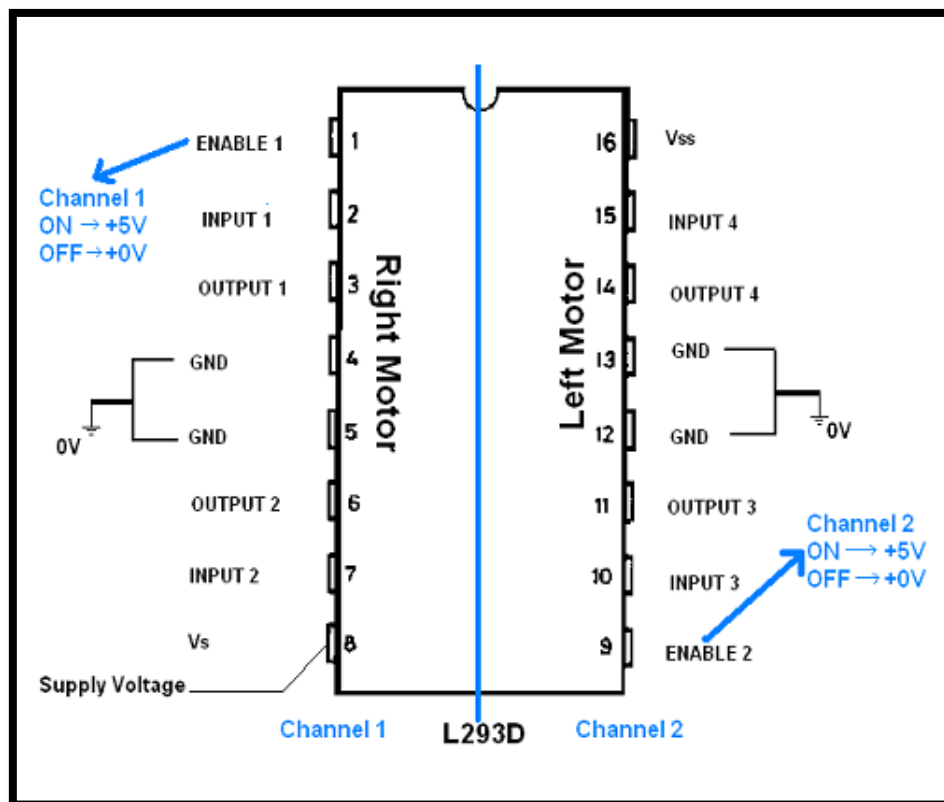 ENABLE 1
Channel 1
ON → +5V
OFF → +0V
INPUT 1
OUTPUT 1
GND
0V
GND
OUTPUT 2
INPUT 2
Vs
Supply Voltage
1
2
3
4
5
6
7
8
Right Motor
Left Motor
16
15
14
13
12
11
10
9
Vss
INPUT 4
OUTPUT 4
GND
0V
GND
OUTPUT 3
Channel 2
ON → +5V
OFF → +0V
INPUT 3
ENABLE 2
Channel 1
L293D
Channel 2